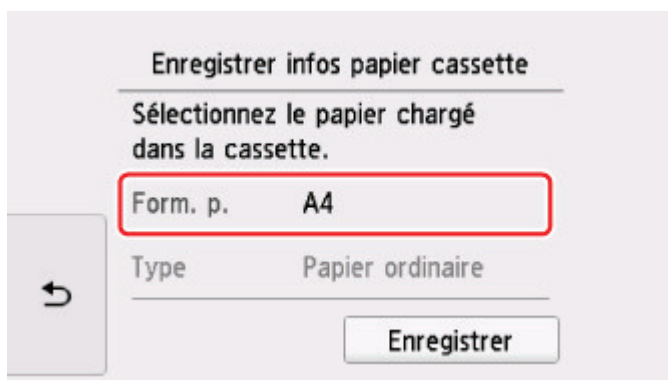 Enregistrer infos papier cassette
Sélectionnez le papier chargé
dans la cassette.
Form. p. A4
Type Papier ordinaire
Enregistrer